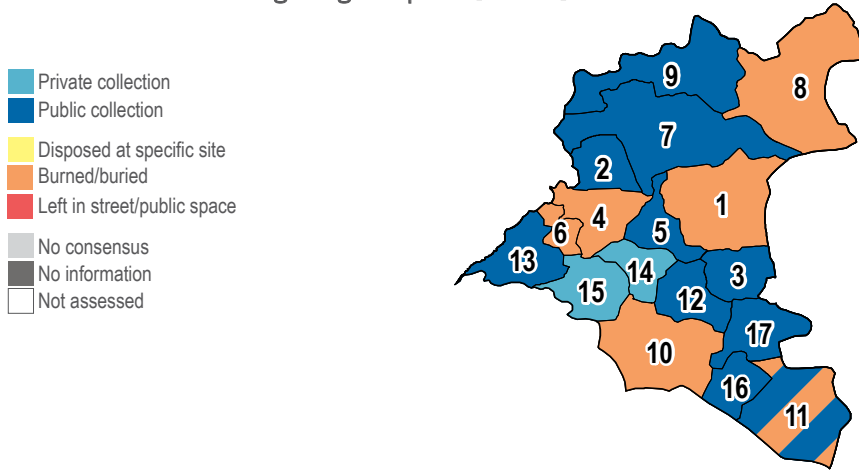 Private collection
Public collection
Disposed at specific site
Burned/buried
Left in street/public space
No consensus
No information
Not assessed
9
8
7
2
1
4
6
5
13
14
3
15
12
17
10
16
11